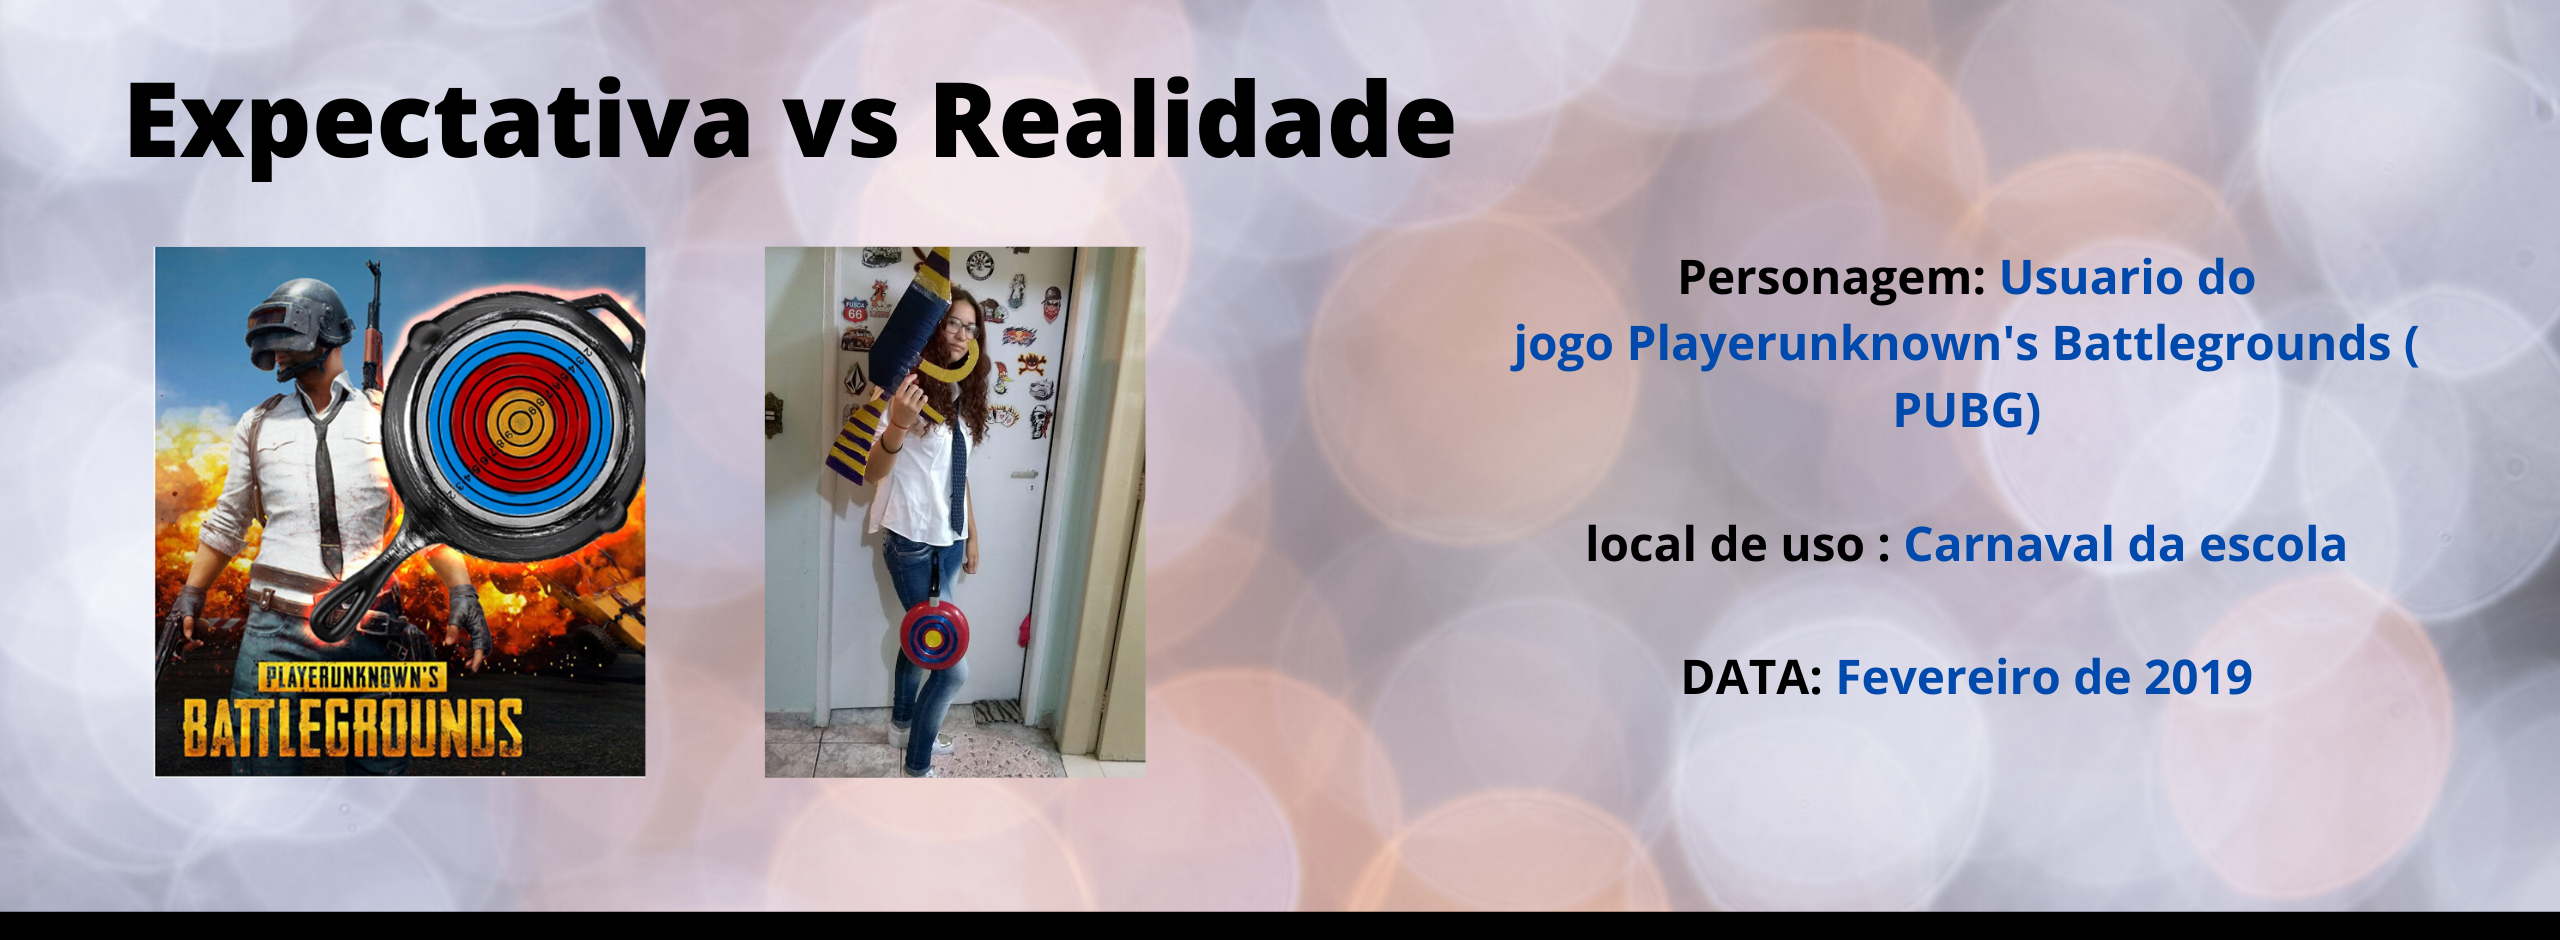 Expectativa vs Realidade
PLAYERUNKNOWN'S
BATTLEGROUNDS
66
Personagem: Usuario do
jogo Playerunknown's Battlegrounds (
PUBG)
local de uso : Carnaval da escola
DATA: Fevereiro de 2019